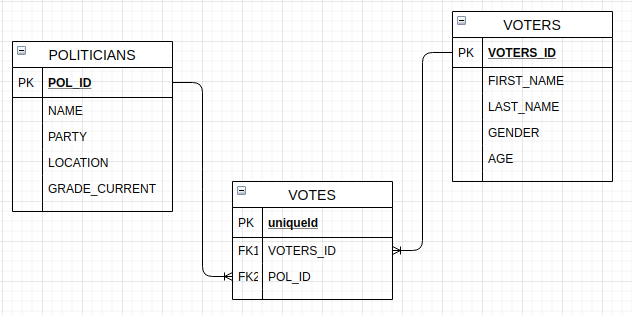 POLITICIANS
PK POL_ID
NAME
PARTY
LOCATION
GRADE_CURRENT
VOTERS
PK VOTERS_ID
FIRST_NAME
LAST_NAME
GENDER
AGE
VOTES
PK uniqueId
FK1 VOTERS_ID
FK2 POL_ID